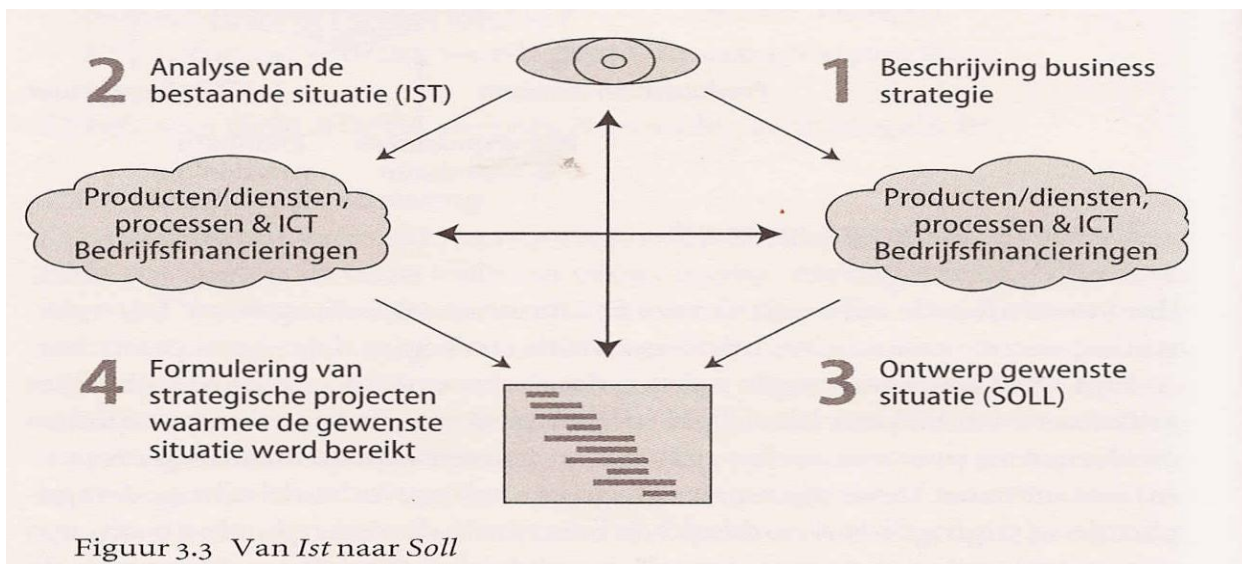 2 Analyse van de
bestaande situatie (IST)
1 Beschrijving business
strategie
Producten/diensten,
processen & ICT
Bedrijfsfinancieringen
Producten/diensten,
processen & ICT
Bedrijfsfinancieringen
4 Formulering van
strategische projecten
waarmee de gewenste
situatie werd bereikt
3 Ontwerp gewenste
situatie (SOLL)
Figuur 3.3 Van Ist naar Soll